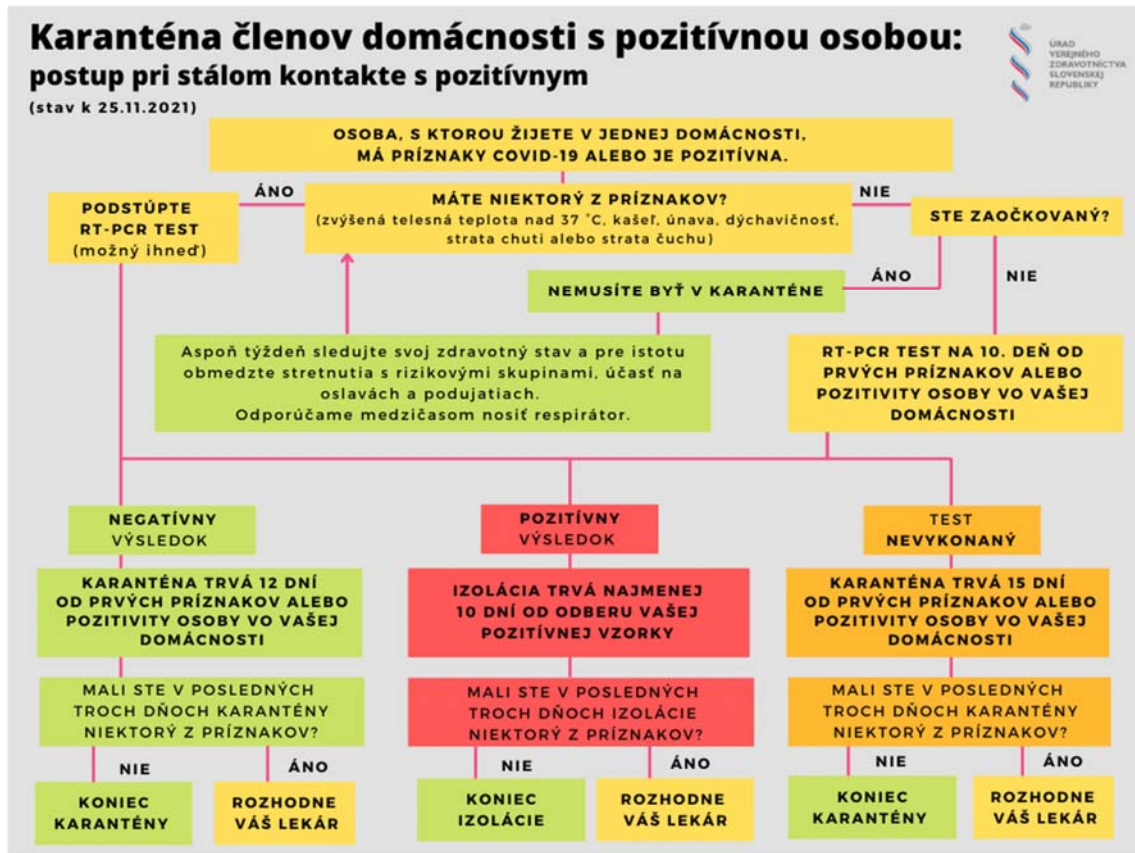 Karanténa členov domácnosti s pozitívnou osobou:
postup pri stálom kontakte s pozitívnym
(stav k 25.11.2021)
ÚRAD
VEREJNÉHO
ZDRAVOTNÍCTVA
SLOVENSKEJ
REPUBLIKY
OSOBA, S KTOROU ŽIJETE V JEDNEJ DOMÁCNOSTI,
MÁ PRÍZNAKY COVID-19 ALEBO JE POZITÍVNA.
ÁNO
NIE
PODSTÚPTE
RT-PCR TEST
(možný ihneď)
MÁTE NIEKTORÝ Z PRÍZNAKOV?
(zvýšená telesná teplota nad 37 ˚C, kašeľ, únava, dýchavičnosť,
strata chuti alebo strata čuchu)
STE ZAOČKOVANÝ?
ÁNO
NIE
NEMUSÍTE BYŤ V KARANTÉNE
Aspoň týždeň sledujte svoj zdravotný stav a pre istotu
obmedzte stretnutia s rizikovými skupinami, účasť na
oslavách a podujatiach.
Odporúčame medzičasom nosiť respirátor.
RT-PCR TEST NA 10. DEŇ OD
PRVÝCH PRÍZNAKOV ALEBO
POZITIVITY OSOBY VO VAŠEJ
DOMÁCNOSTI
NEGATÍVNY
VÝSLEDOK
KARANTÉNA TRVÁ 12 DNÍ
OD PRVÝCH PRÍZNAKOV ALEBO
POZITIVITY OSOBY VO VAŠEJ
DOMÁCNOSTI
MALI STE V POSLEDNÝCH
TROCH DŇOCH KARANTÉNY
NIEKTORÝ Z PRÍZNAKOV?
NIE
ÁNO
KONIEC
KARANTÉNY
ROZHODNE
VÁŠ LEKÁR
POZITÍVNY
VÝSLEDOK
IZOLÁCIA TRVÁ NAJMENEJ
10 DNÍ OD ODBERU VAŠEJ
POZITÍVNEJ VZORKY
MALI STE V POSLEDNÝCH
TROCH DŇOCH IZOLÁCIE
NIEKTORÝ Z PRÍZNAKOV?
NIE
ÁNO
KONIEC
IZOLÁCIE
ROZHODNE
VÁŠ LEKÁR
TEST
NEVYKONANÝ
KARANTÉNA TRVÁ 15 DNÍ
OD PRVÝCH PRÍZNAKOV ALEBO
POZITIVITY OSOBY VO VAŠEJ
DOMÁCNOSTI
MALI STE V POSLEDNÝCH
TROCH DŇOCH KARANTÉNY
NIEKTORÝ Z PRÍZNAKOV?
NIE
ÁNO
KONIEC
KARANTÉNY
ROZHODNE
VÁŠ LEKÁR